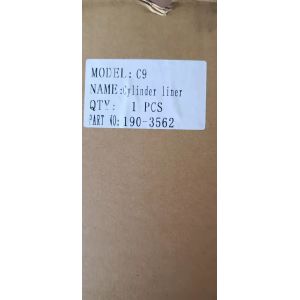 MODEL: C9
NAME:Cylinder liner
QTY: 1 PCS
PART NO:190-3562